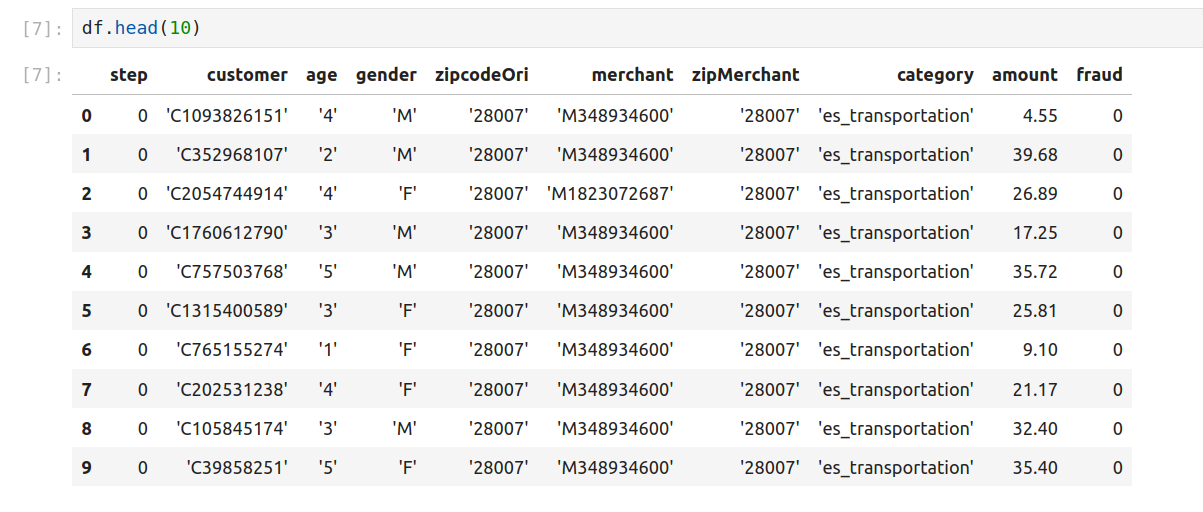 [7]: df.head(10)
[7]: step customer age gender zipcodeOri merchant zipMerchant category amount fraud
0 0 'C1093826151' '4' 'M' '28007' 'M348934600' '28007' 'es_transportation' 4.55 0
1 0 'C352968107' '2' 'M' '28007' 'M348934600' '28007' 'es_transportation' 39.68 0
2 0 'C2054744914' '4' 'F' '28007' 'M1823072687' '28007' 'es_transportation' 26.89 0
3 0 'C1760612790' '3' 'M' '28007' 'M348934600' '28007' 'es_transportation' 17.25 0
4 0 'C757503768' '5' 'M' '28007' 'M348934600' '28007' 'es_transportation' 35.72 0
5 0 'C1315400589' '3' 'F' '28007' 'M348934600' '28007' 'es_transportation' 25.81 0
6 0 'C765155274' '1' 'F' '28007' 'M348934600' '28007' 'es_transportation' 9.10 0
7 0 'C202531238' '4' 'F' '28007' 'M348934600' '28007' 'es_transportation' 21.17 0
8 0 'C105845174' '3' 'M' '28007' 'M348934600' '28007' 'es_transportation' 32.40 0
9 0 'C39858251' '5' 'F' '28007' 'M348934600' '28007' 'es_transportation' 35.40 0